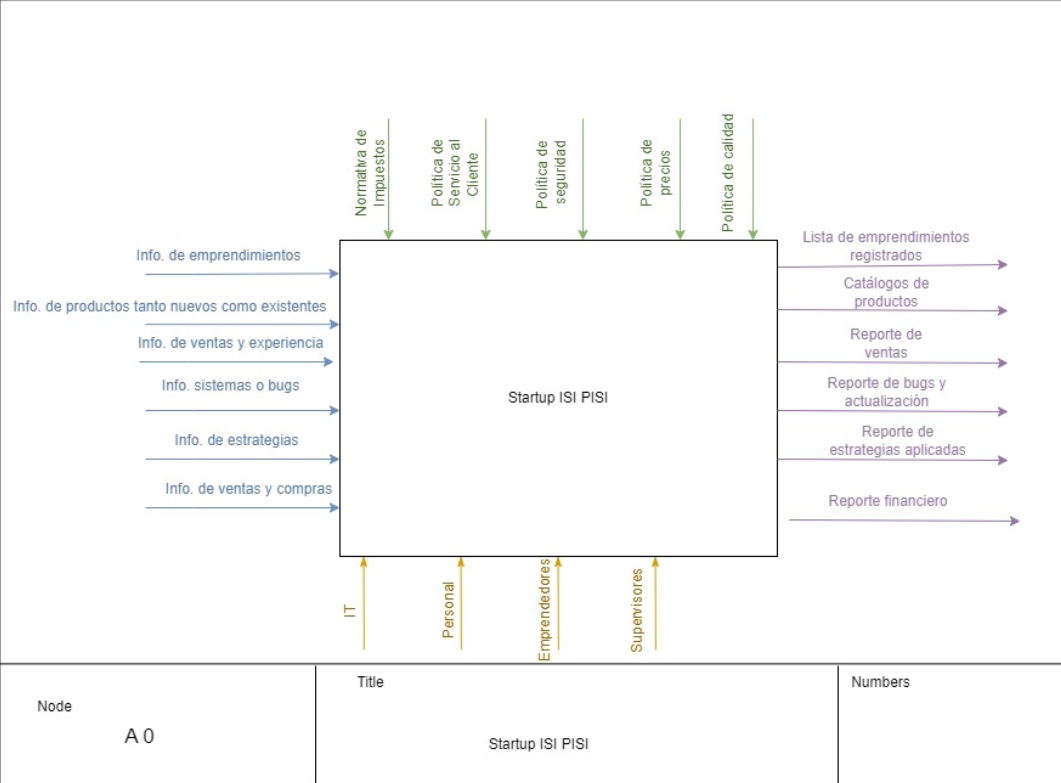 Normativa de
Impuestos
Política de
Servicio al
Cliente
Política de
seguridad
Política de
precios
Política de calidad
Info. de emprendimientos
Info. de productos tanto nuevos como existentes
Info. de ventas y experiencia
Info. sistemas o bugs
Info. de estrategias
Info. de ventas y compras
Startup ISI PISI
Lista de emprendimientos
registrados
Catálogos de
productos
Reporte de
ventas
Reporte de bugs y
actualización
Reporte de
estrategias aplicadas
Reporte financiero
IT
Personal
Emprendedores
Supervisores
Node
A 0
Title
Startup ISI PISI
Numbers